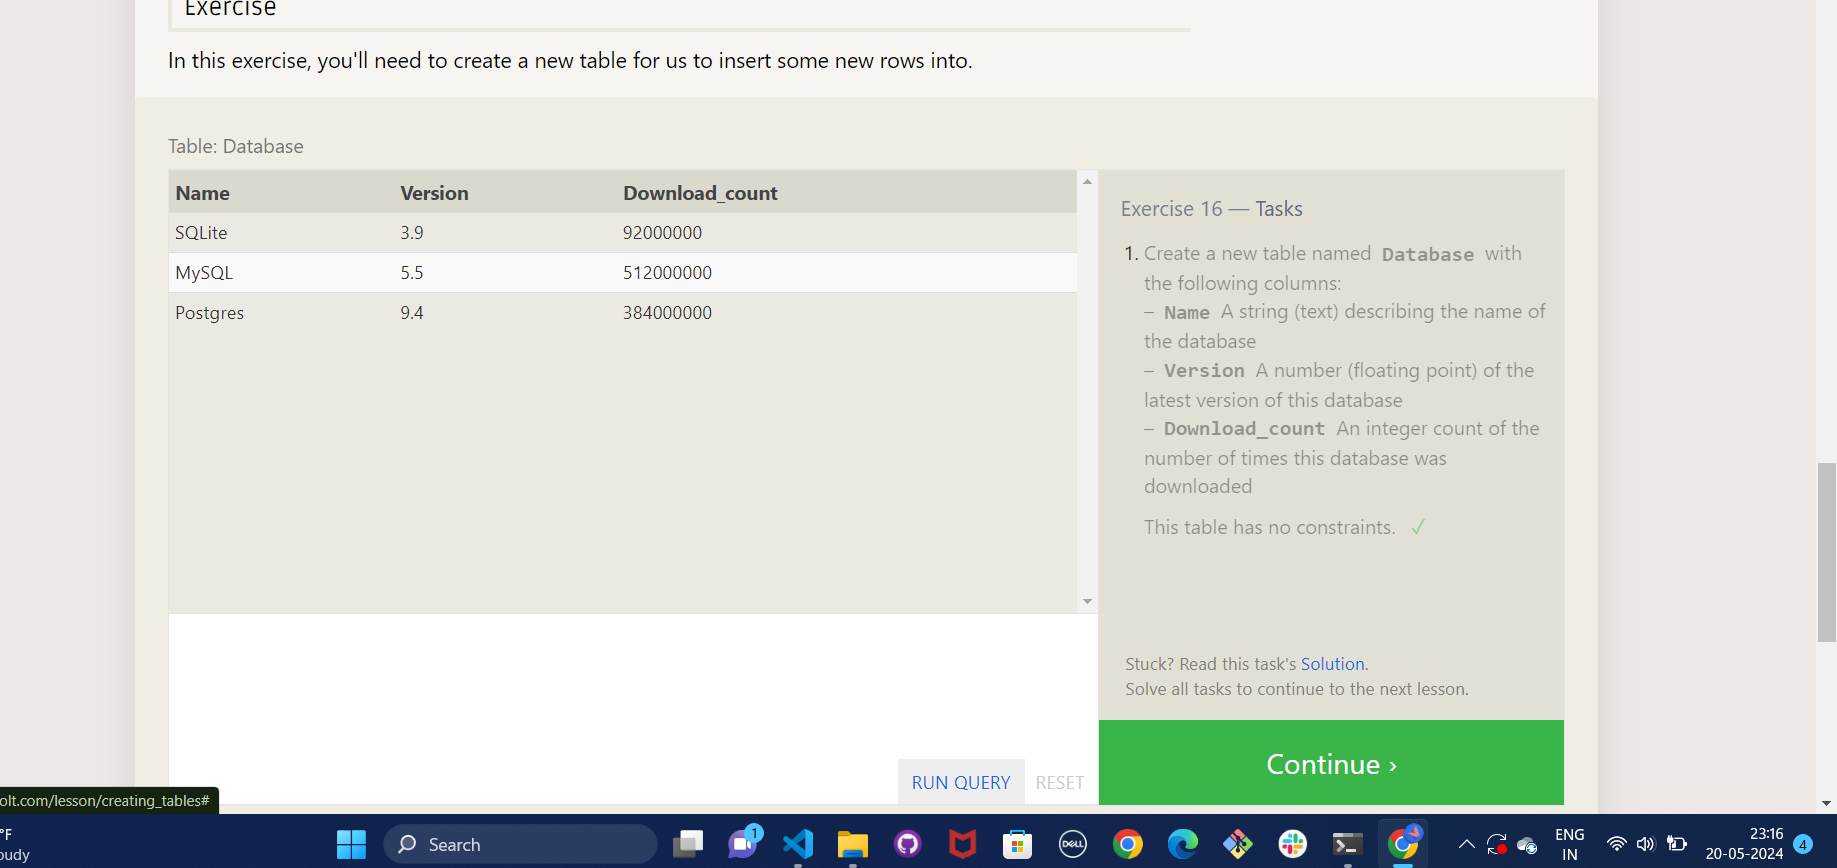 Exercise
In this exercise, you'll need to create a new table for us to insert some new rows into.
Table: Database
Name Version Download_count
SQLite 3.9 92000000
MySQL 5.5 512000000
Postgres 9.4 384000000
Exercise 16 — Tasks
1. Create a new table named Database with
the following columns:
– Name A string (text) describing the name of
the database
– Version A number (floating point) of the
latest version of this database
– Download_count An integer count of the
number of times this database was
downloaded
This table has no constraints. ✓
Stuck? Read this task's Solution.
Solve all tasks to continue to the next lesson.
RUN QUERY RESET
Continue ›
olt.com/lesson/creating_tables#
°F
oudy
Search
1
DELL
ENG
IN
23:16
20-05-2024
4